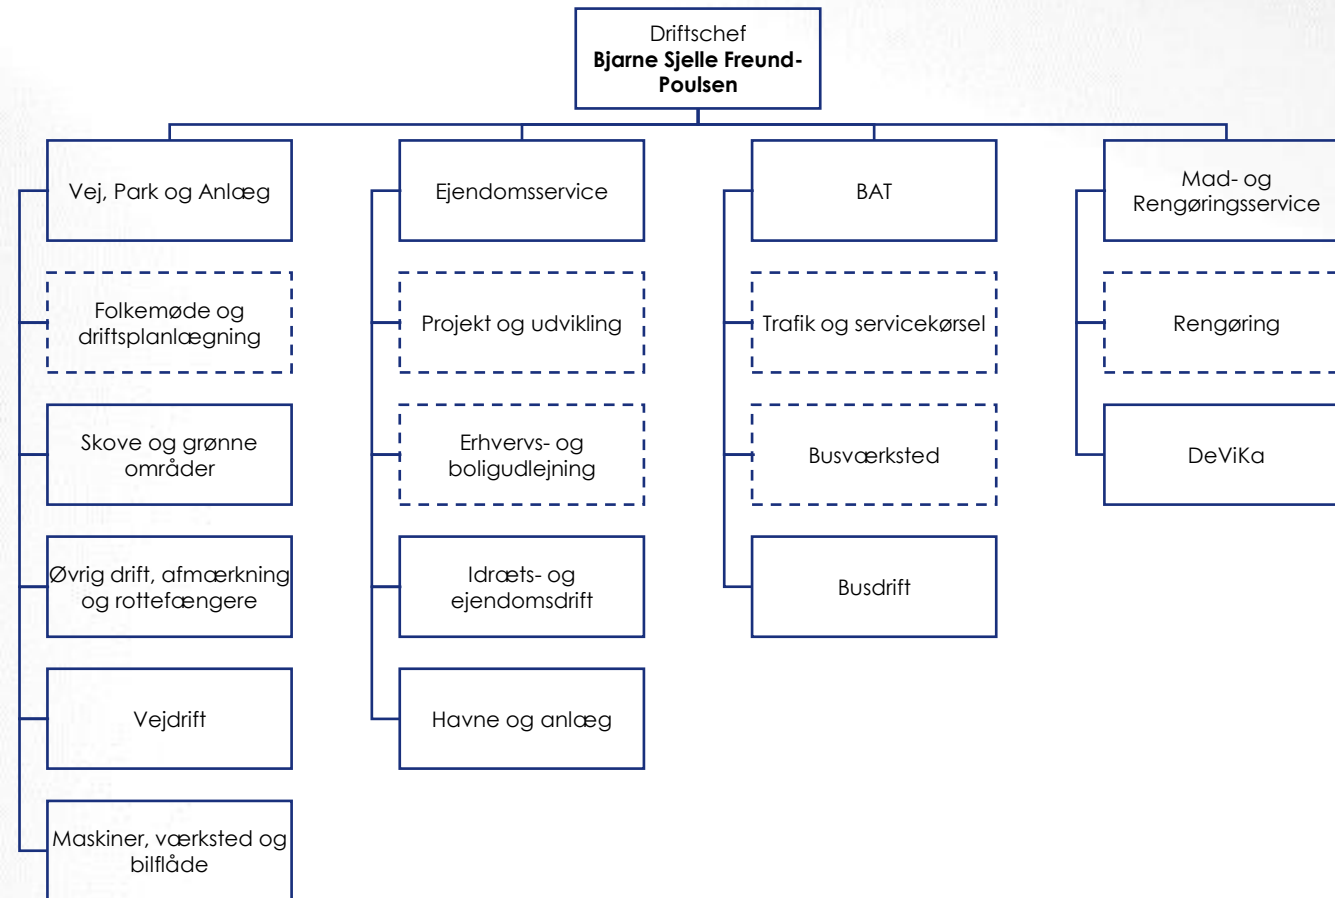 Driftschef
Bjarne Sjelle Freund-
Poulsen
Vej, Park og Anlæg
Folkemøde og
driftsplanlægning
Skove og grønne
områder
Øvrig drift, afmærkning
og rottefængere
Vejdrift
Maskiner, værksted og
bilflåde
Ejendomsservice
Projekt og udvikling
Erhvervs- og
boligudlejning
Idræts- og
ejendomsdrift
Havne og anlæg
BAT
Trafik og servicekørsel
Busværksted
Busdrift
Mad- og
Rengøringsservice
Rengøring
DeViKa